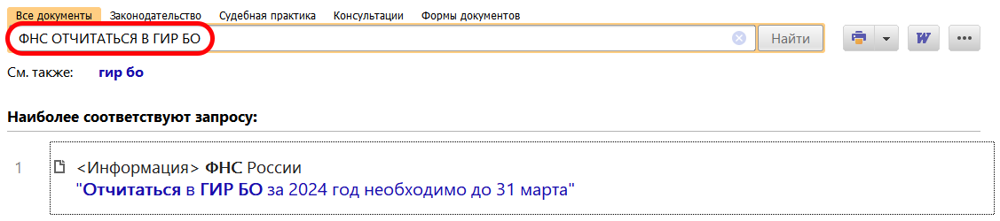 Все документы Законодательство Судебная практика Консультации Формы документов
ФНС ОТЧИТАТЬСЯ В ГИР БО Найти W
См. также: гир бо
Наиболее соответствуют запросу:
1 <Информация> ФНС России
"Отчитаться в ГИР БО за 2024 год необходимо до 31 марта"